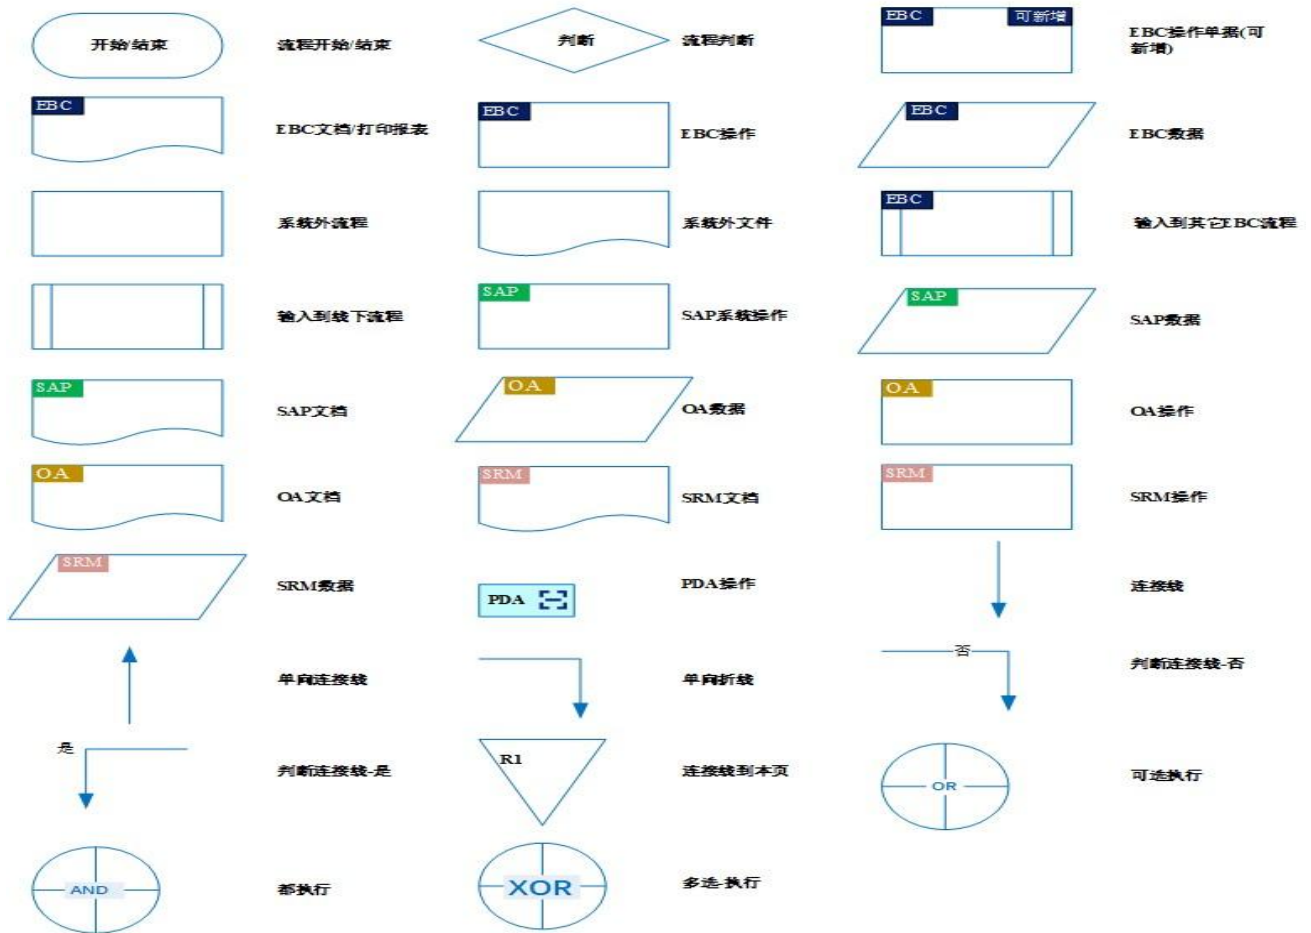 开始/结束
流程开始/结束
判断
流程判断
EBC
可新增
EBC操作单据(可
新增)
EBC
EBC文档/打印报表
EBC
EBC操作
EBC
EBC数据
系统外流程
系统外文件
EBC
输入到其它EBC流程
输入到线下流程
SAP
SAP系统操作
SAP
SAP数据
SAP
SAP文档
OA
OA数据
OA
OA操作
OA
OA文档
SRM
SRM文档
SRM
SRM操作
SRM
SRM数据
PDA
PDA操作
连接线
单向连接线
单向折线
否
判断连接线-否
是
判断连接线-是
R1
连接线到本页
OR
可选执行
AND
都执行
XOR
多选-执行